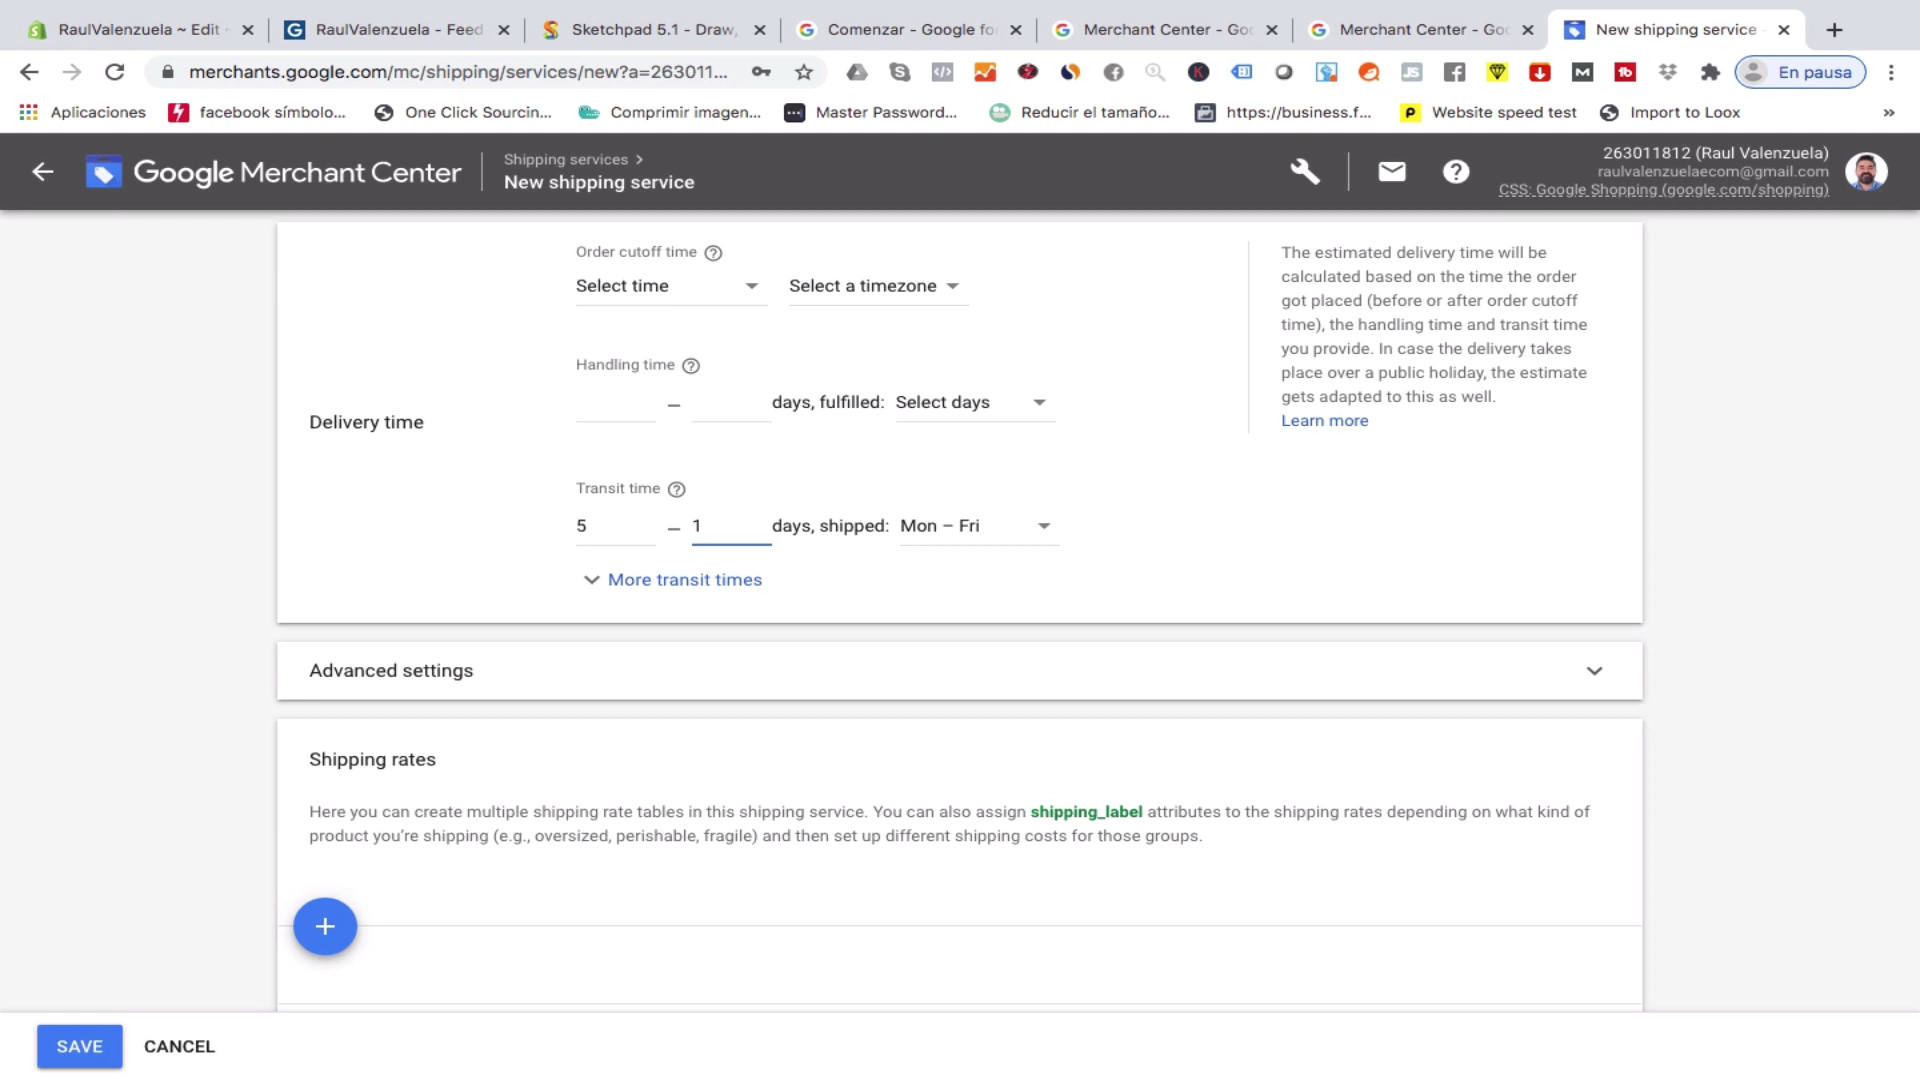 RaulValenzuela ~ Edit
RaulValenzuela - Feed
Sketchpad 5.1 - Draw,
Comenzar - Google fo
Merchant Center - Goo
Merchant Center - Goo
New shipping service
merchants.google.com/mc/shipping/services/new?a=263011...
En pausa
Aplicaciones
facebook símbolo...
One Click Sourcin...
Comprimir imagen...
Master Password...
Reducir el tamaño...
https://business.f...
Website speed test
Import to Loox
»
Google Merchant Center
Shipping services >
New shipping service
263011812 (Raul Valenzuela)
raulvalenzuelaecom@gmail.com
CSS: Google Shopping (google.com/shopping)
Order cutoff time
Select time
Select a timezone
Handling time
– days, fulfilled: Select days
Delivery time
Transit time
5 – 1 days, shipped: Mon – Fri
More transit times
The estimated delivery time will be
calculated based on the time the order
got placed (before or after order cutoff
time), the handling time and transit time
you provide. In case the delivery takes
place over a public holiday, the estimate
gets adapted to this as well.
Learn more
Advanced settings
Shipping rates
Here you can create multiple shipping rate tables in this shipping service. You can also assign shipping_label attributes to the shipping rates depending on what kind of
product you're shipping (e.g., oversized, perishable, fragile) and then set up different shipping costs for those groups.
+
SAVE
CANCEL